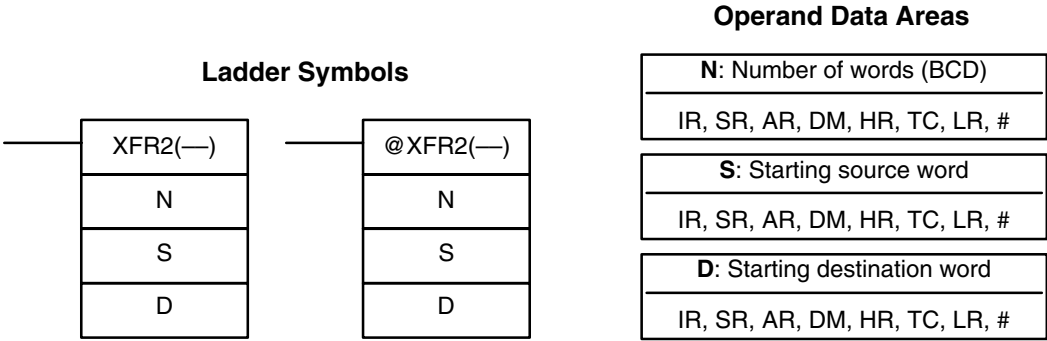 Ladder Symbols
XFR2(—)
N
S
D
@XFR2(—)
N
S
D
Operand Data Areas
N: Number of words (BCD)
IR, SR, AR, DM, HR, TC, LR, #
S: Starting source word
IR, SR, AR, DM, HR, TC, LR, #
D: Starting destination word
IR, SR, AR, DM, HR, TC, LR, #